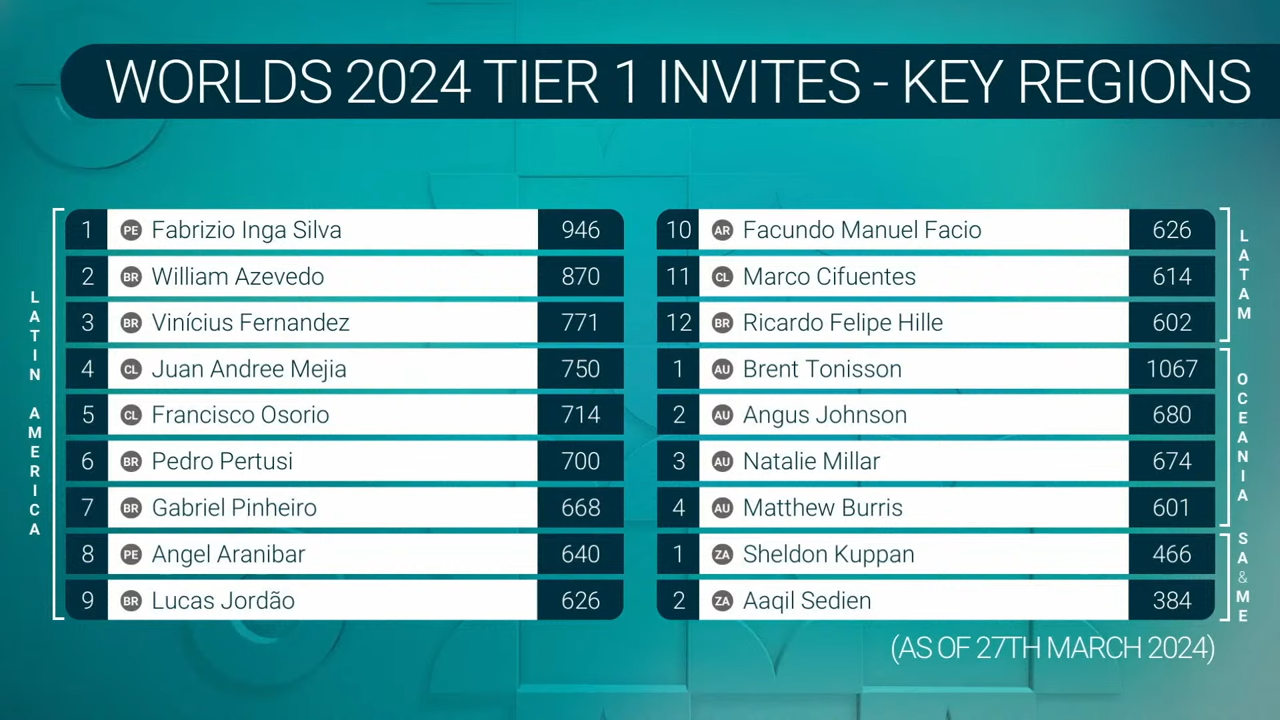 WORLDS 2024 TIER 1 INVITES - KEY REGIONS
LATIN AMERICA
1 PE Fabrizio Inga Silva 946
2 BR William Azevedo 870
3 BR Vinícius Fernandez 771
4 CL Juan Andree Mejia 750
5 CL Francisco Osorio 714
6 BR Pedro Pertusi 700
7 BR Gabriel Pinheiro 668
8 PE Angel Aranibar 640
9 BR Lucas Jordão 626
10 AR Facundo Manuel Facio 626
11 CL Marco Cifuentes 614
12 BR Ricardo Felipe Hille 602
LATAM
1 AU Brent Tonisson 1067
2 AU Angus Johnson 680
3 AU Natalie Millar 674
4 AU Matthew Burris 601
OCEANIA
1 ZA Sheldon Kuppan 466
2 ZA Aaqil Sedien 384
SA&ME
(AS OF 27TH MARCH 2024)